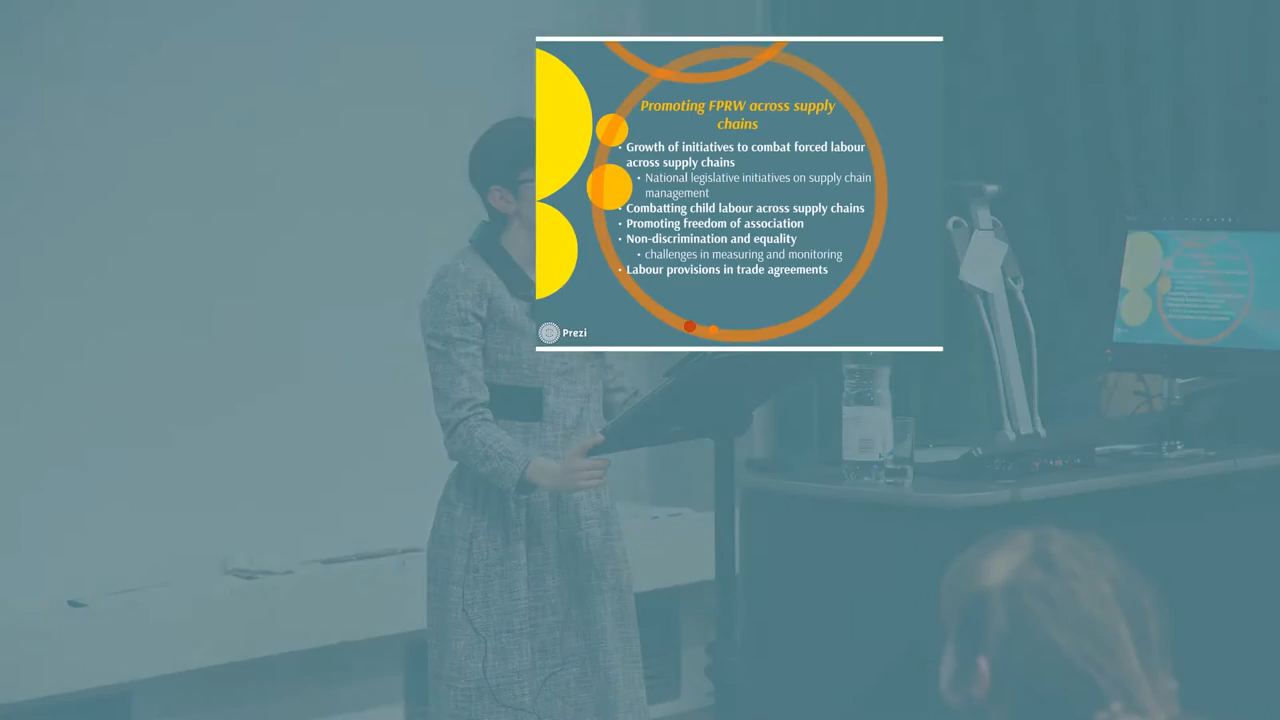 Promoting FPRW across supply
chains
• Growth of initiatives to combat forced labour
across supply chains
• National legislative initiatives on supply chain
management
• Combatting child labour across supply chains
• Promoting freedom of association
• Non-discrimination and equality
• challenges in measuring and monitoring
• Labour provisions in trade agreements
Prezi